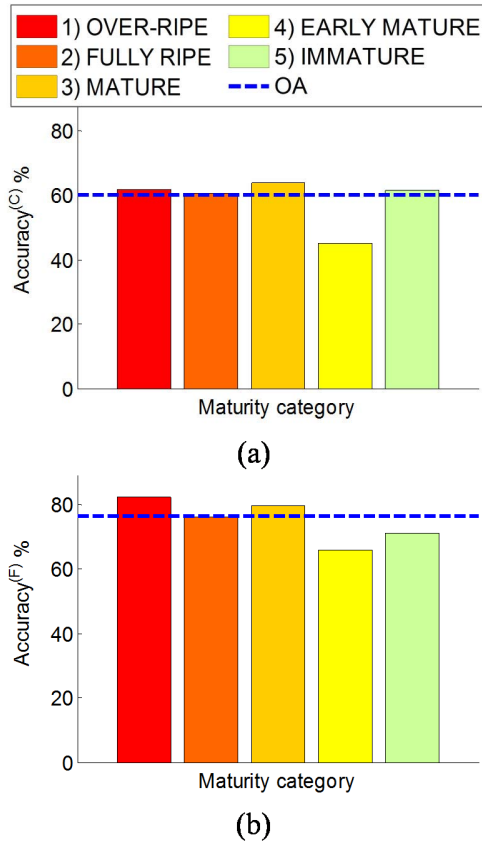 1) OVER-RIPE 4) EARLY MATURE
2) FULLY RIPE 5) IMMATURE
3) MATURE OA
80
60
40
20
0
Accuracy(C) %
Maturity category
(a)
80
60
40
20
0
Accuracy(F) %
Maturity category
(b)